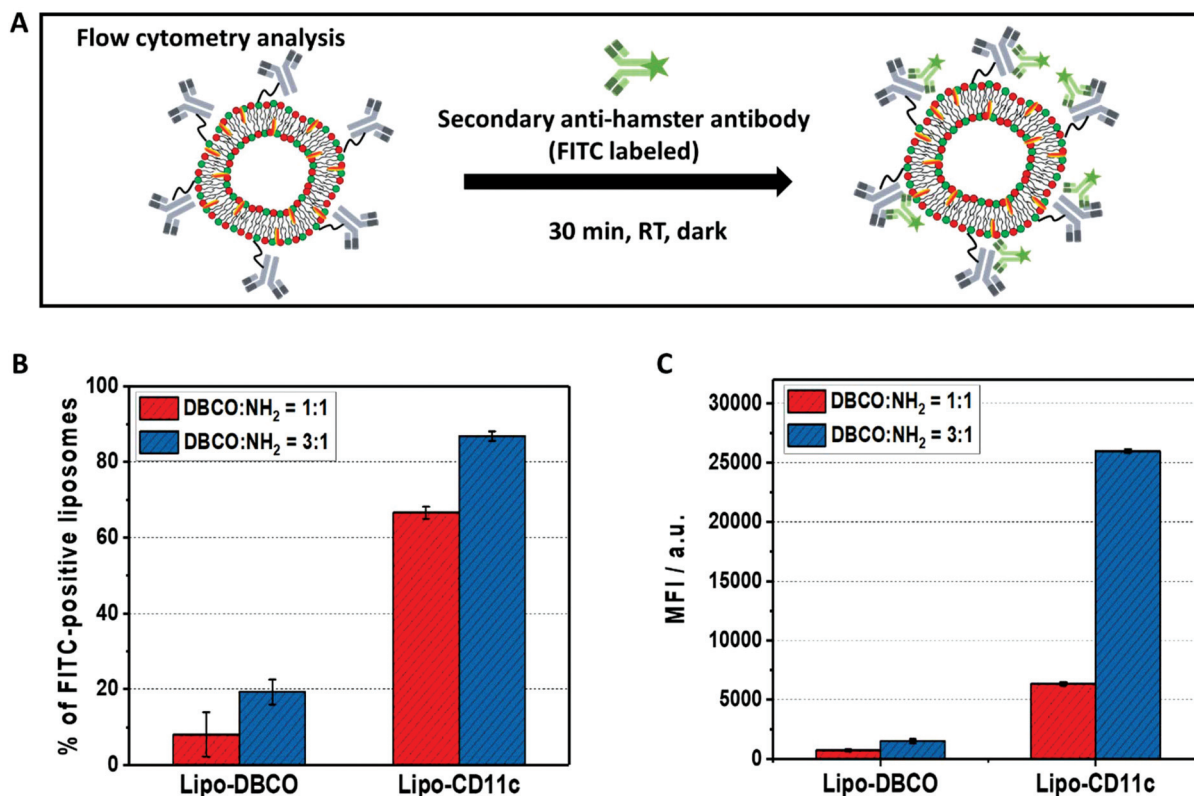 A
Flow cytometry analysis
Secondary anti-hamster antibody
(FITC labeled)
30 min, RT, dark
B
% of FITC-positive liposomes
100
80
60
40
20
0
DBCO:NH₂ = 1:1
DBCO:NH₂ = 3:1
Lipo-DBCO
Lipo-CD11c
C
MFI / a.u.
30000
25000
20000
15000
10000
5000
0
DBCO:NH₂ = 1:1
DBCO:NH₂ = 3:1
Lipo-DBCO
Lipo-CD11c